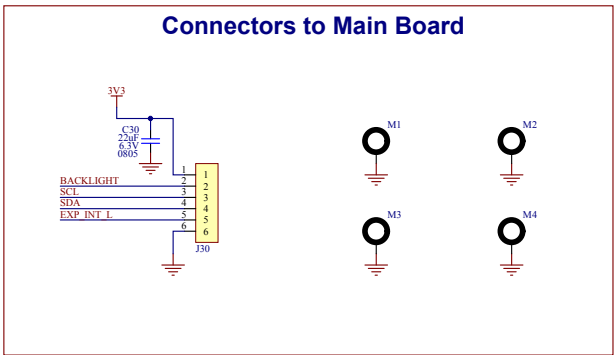 Connectors to Main Board
3V3
C30
22uF
6.3V
0805
M1
M2
1 1
BACKLIGHT 2 2
SCL 3 3
SDA 4 4
EXP_INT_L 5 5
6 6
J30
M3
M4